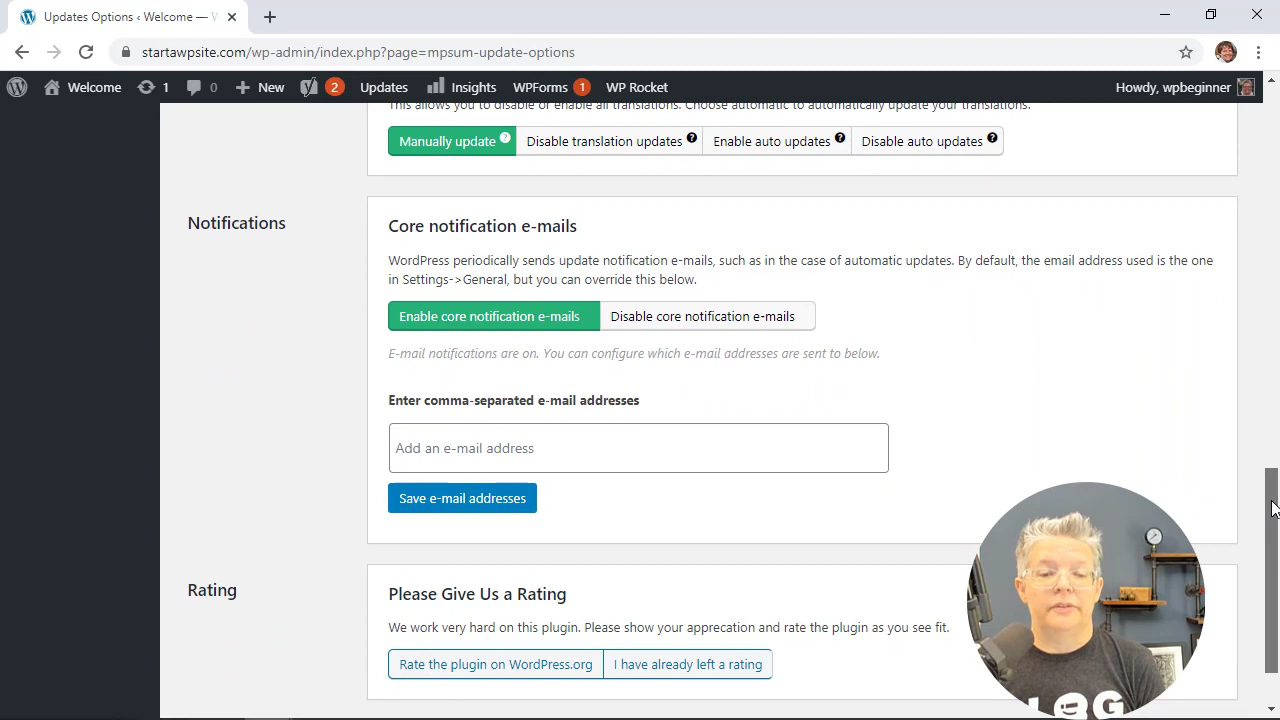 Updates Options ‹ Welcome — W
startawpsite.com/wp-admin/index.php?page=mpsum-update-options
Welcome 1 0 New 2 Updates Insights WPForms 1 WP Rocket Howdy, wpbeginner
This allows you to disable or enable all translations. Choose automatic to automatically update your translations.
Manually update ? Disable translation updates ? Enable auto updates ? Disable auto updates ?
Notifications
Core notification e-mails
WordPress periodically sends update notification e-mails, such as in the case of automatic updates. By default, the email address used is the one
in Settings->General, but you can override this below.
Enable core notification e-mails Disable core notification e-mails
E-mail notifications are on. You can configure which e-mail addresses are sent to below.
Enter comma-separated e-mail addresses
Add an e-mail address
Save e-mail addresses
Rating
Please Give Us a Rating
We work very hard on this plugin. Please show your apprecation and rate the plugin as you see fit.
Rate the plugin on WordPress.org I have already left a rating